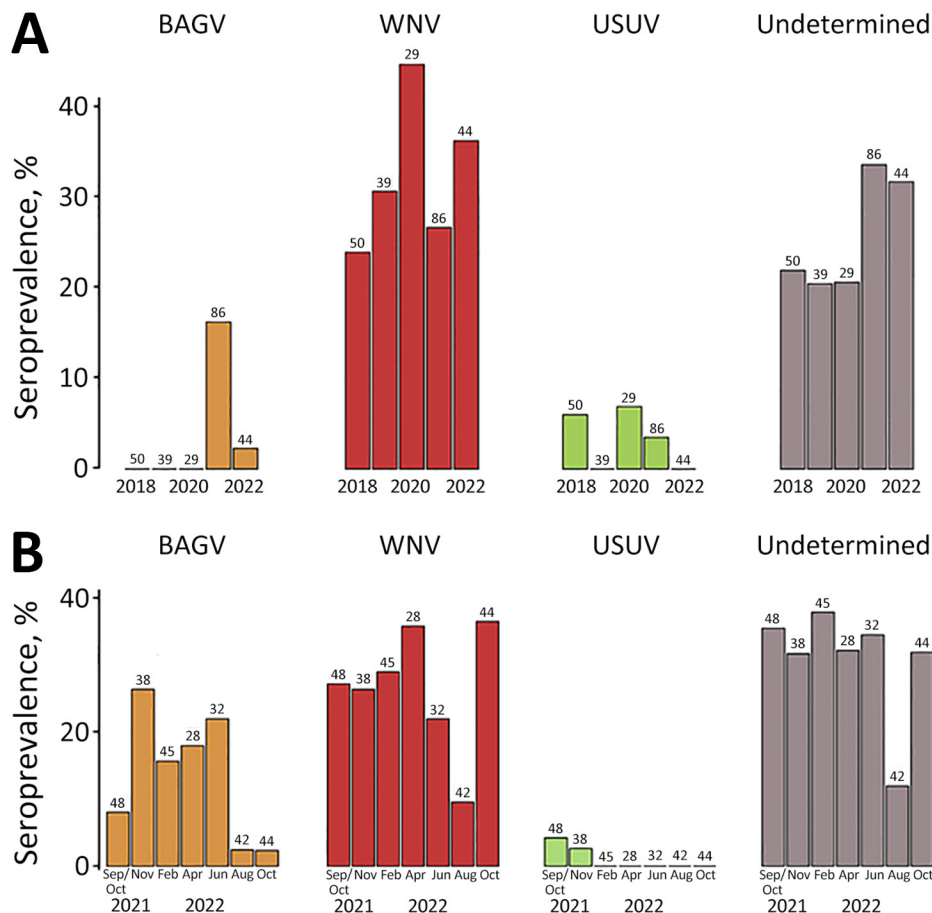 A
BAGV WNV USUV Undetermined
Seroprevalence, %
40
30
20
10
0
50 39 29 86 44
50 39 29 86 44
50 39 29 86 44
50 39 29 86 44
2018 2020 2022 2018 2020 2022 2018 2020 2022 2018 2020 2022
B
BAGV WNV USUV Undetermined
Seroprevalence, %
40
20
0
48 38 45 28 32 42 44
48 38 45 28 32 42 44
48 38 45 28 32 42 44
48 38 45 28 32 42 44
Sep/ Nov Feb Apr Jun Aug Oct Sep/ Nov Feb Apr Jun Aug Oct Sep/ Nov Feb Apr Jun Aug Oct Sep/ Nov Feb Apr Jun Aug Oct
Oct Oct Oct Oct
2021 2022 2021 2022 2021 2022 2021 2022